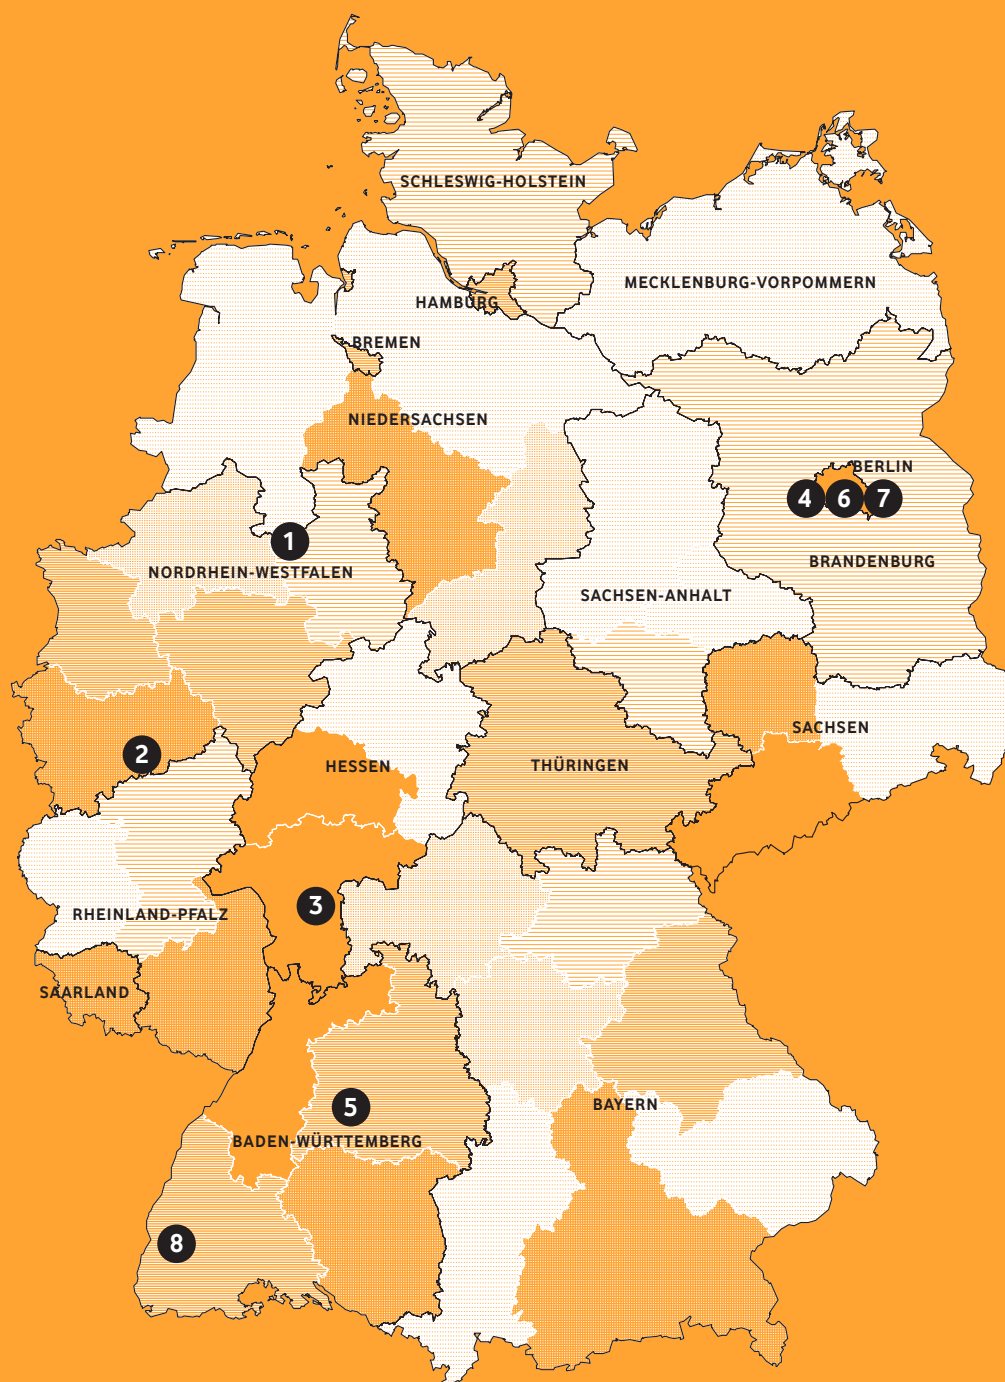 SCHLESWIG-HOLSTEIN
MECKLENBURG-VORPOMMERN
HAMBURG
BREMEN
NIEDERSACHSEN
BERLIN
4 6 7
1
BRANDENBURG
NORDRHEIN-WESTFALEN
SACHSEN-ANHALT
SACHSEN
2
HESSEN
THÜRINGEN
3
RHEINLAND-PFALZ
SAARLAND
BAYERN
5
BADEN-WÜRTTEMBERG
8